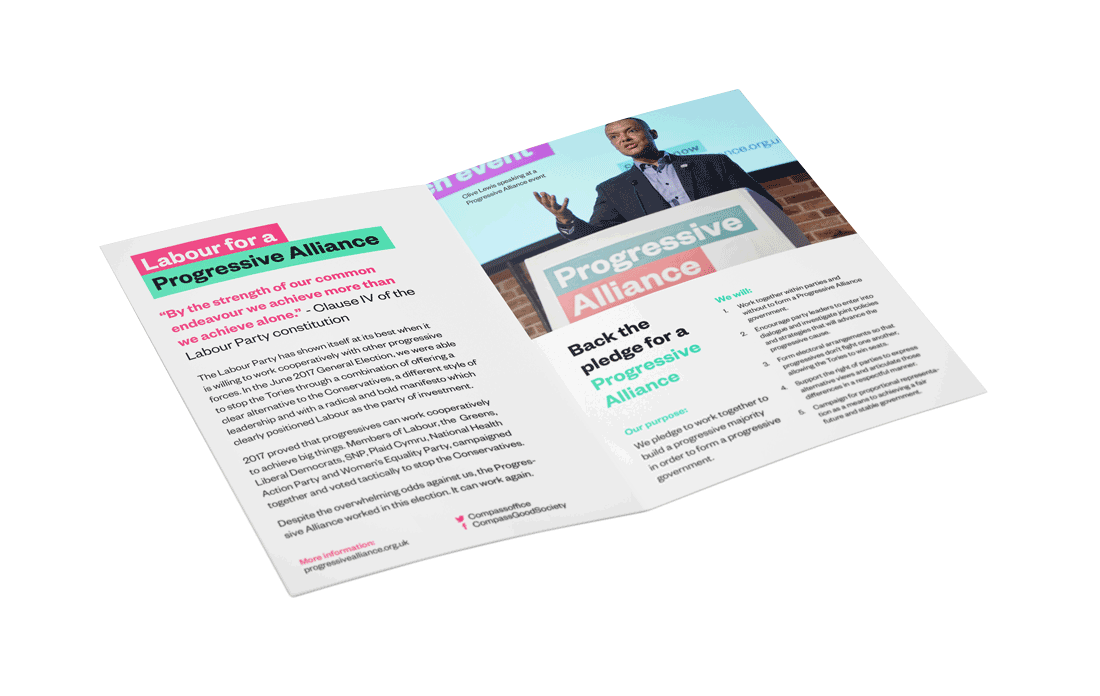 Labour for a
Progressive Alliance
“By the strength of our common
endeavour we achieve more than
we achieve alone.” - Clause IV of the
Labour Party constitution
The Labour Party has shown itself at its best when it
is willing to work cooperatively with other progressive
forces. In the June 2017 General Election, we were able
to stop the Tories through a combination of offering a
clear alternative to the Conservatives, a different style of
leadership and with a radical and bold manifesto which
clearly positioned Labour as the party of investment.
2017 proved that progressives can work cooperatively
to achieve big things. Members of Labour, the Greens,
Liberal Democrats, SNP, Plaid Cymru, National Health
Action Party and Women's Equality Party, campaigned
together and voted tactically to stop the Conservatives.
Despite the overwhelming odds against us, the Progres-
sive Alliance worked in this election. It can work again.
More information:
progressivealliance.org.uk
Compassoffice
CompassGoodSociety
ch event
Clive Lewis speaking at a
Progressive Alliance event
now
nce.org.u
Progressive
Alliance
Back the
pledge for a
Progressive
Alliance
Our purpose:
We pledge to work together to
build a progressive majority
in order to form a progressive
government.
We will:
1. Work together within parties and
without to form a Progressive Alliance
government.
2. Encourage party leaders to enter into
dialogue and investigate joint policies
and strategies that will advance the
progressive cause.
3. Form electoral arrangements so that
progressives don't fight one another,
allowing the Tories to win seats.
4. Support the right of parties to express
alternative views and articulate those
differences in a respectful manner.
5. Campaign for proportional representa-
tion as a means to achieving a fair
future and stable government.